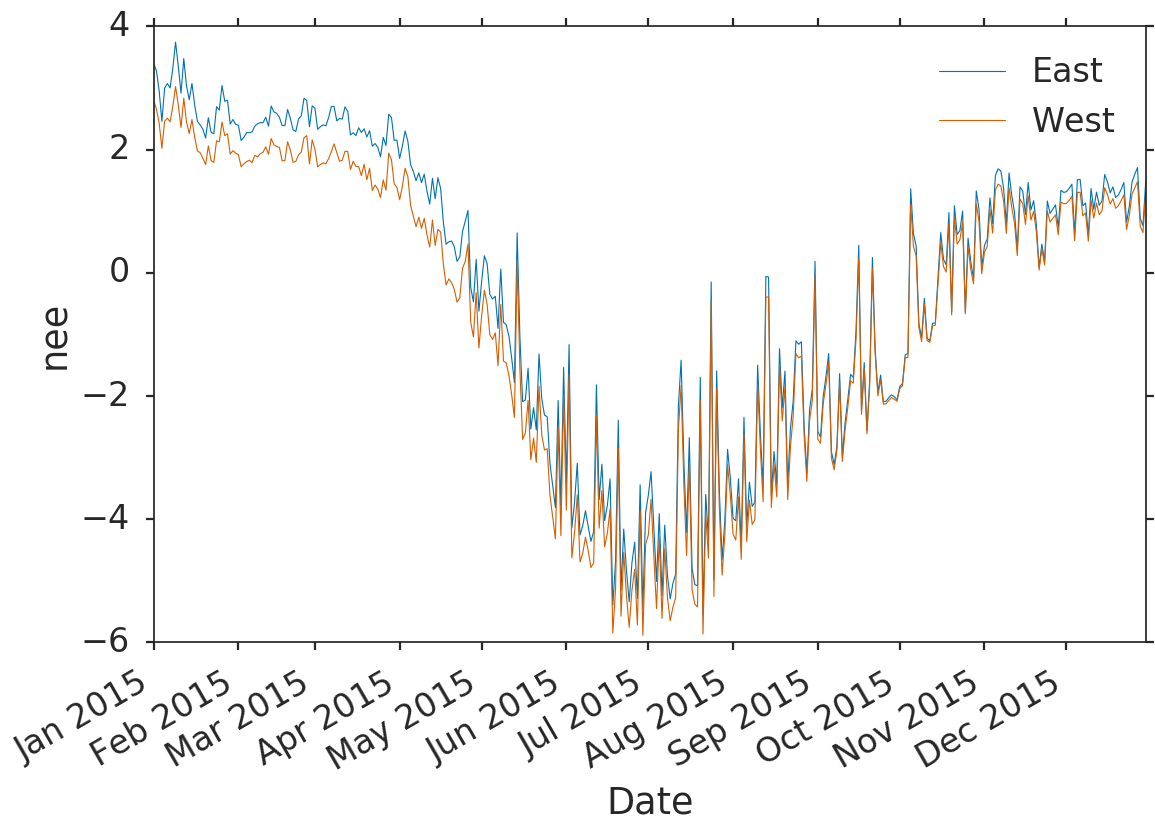 4
2
0
−2
−4
−6
nee
East
West
Jan 2015
Feb 2015
Mar 2015
Apr 2015
May 2015
Jun 2015
Jul 2015
Aug 2015
Sep 2015
Oct 2015
Nov 2015
Dec 2015
Date